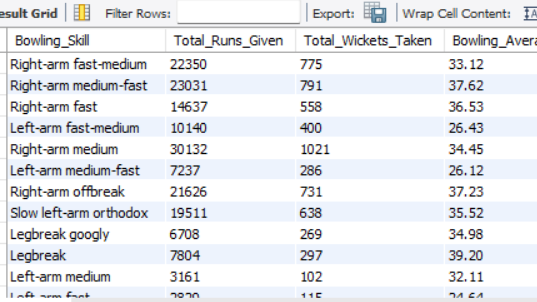 esult Grid Filter Rows: Export: Wrap Cell Content:
Bowling_Skill Total_Runs_Given Total_Wickets_Taken Bowling_Avera
Right-arm fast-medium 22350 775 33.12
Right-arm medium-fast 23031 791 37.62
Right-arm fast 14637 558 36.53
Left-arm fast-medium 10140 400 26.43
Right-arm medium 30132 1021 34.45
Left-arm medium-fast 7237 286 26.12
Right-arm offbreak 21626 731 37.23
Slow left-arm orthodox 19511 638 35.52
Legbreak googly 6708 269 34.98
Legbreak 7804 297 39.20
Left-arm medium 3161 102 32.11
Left-arm fast 2820 115 24.64